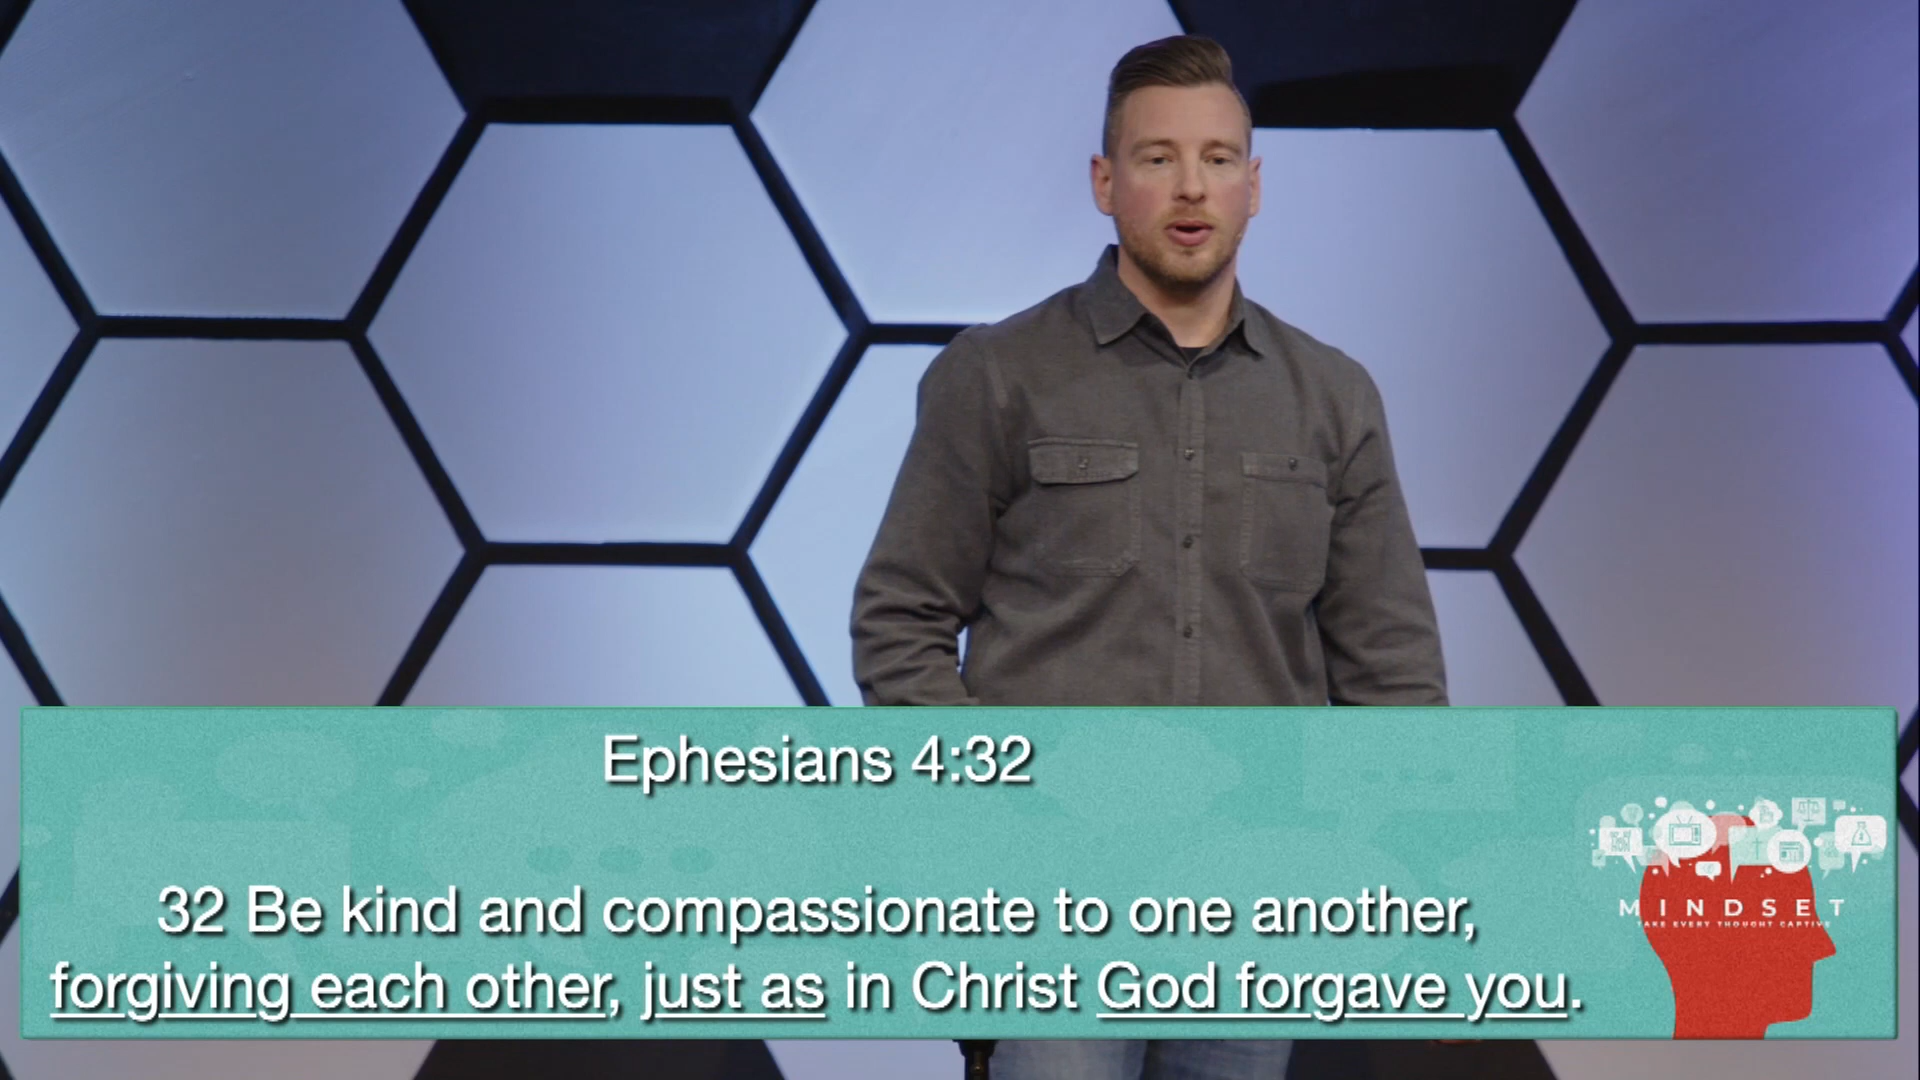 Ephesians 4:32
32 Be kind and compassionate to one another,
forgiving each other, just as in Christ God forgave you.
MINDSET
TAKE EVERY THOUGHT CAPTIVE